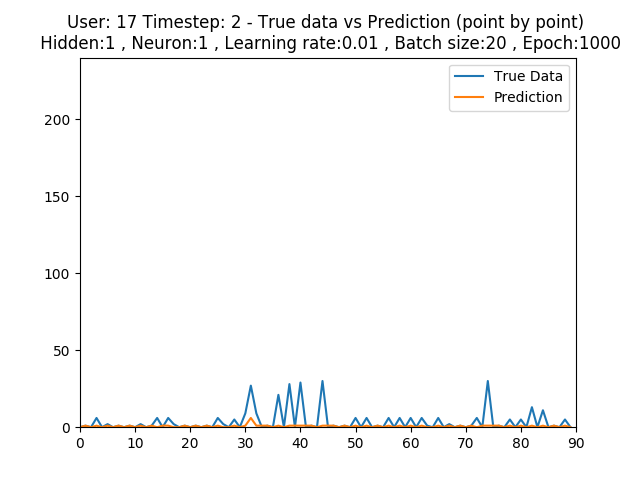 User: 17 Timestep: 2 - True data vs Prediction (point by point)
Hidden:1 , Neuron:1 , Learning rate:0.01 , Batch size:20 , Epoch:1000
True Data
Prediction
200
150
100
50
0
0 10 20 30 40 50 60 70 80 90